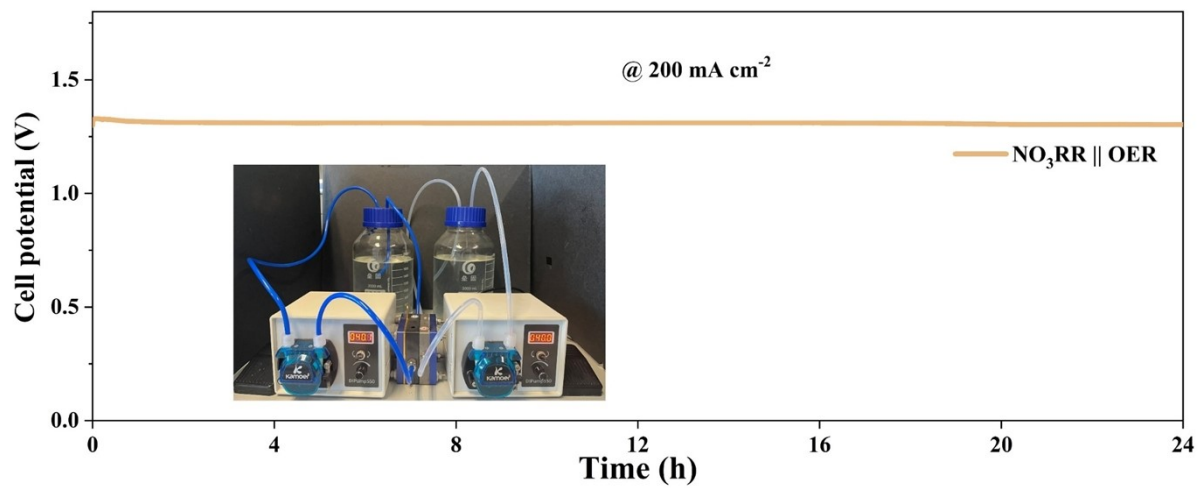 @ 200 mA cm⁻²
NO₃RR || OER
Cell potential (V)
1.5
1.0
0.5
0.0
0
4
8
12
16
20
24
Time (h)
Kamoer
Kamoer